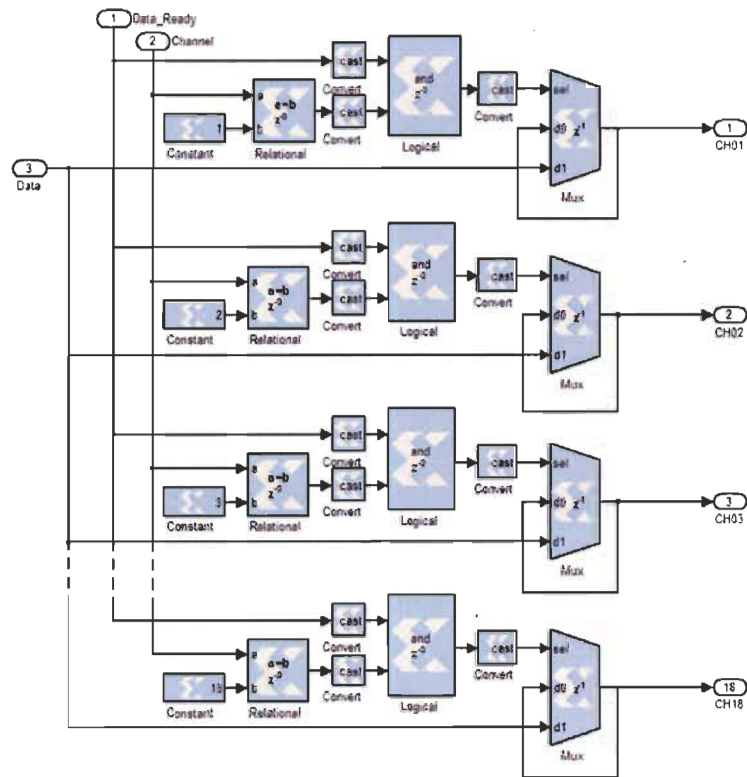 1
Data_Ready
2
Channel
cast
Convert
and
z-0
cast
Convert
sel
d0 z-1
d1
Mux
1
CH01
a
b
a=b
z-0
Relational
cast
Convert
Logical
1
Constant
3
Data
cast
Convert
and
z-0
cast
Convert
sel
d0 z-1
d1
Mux
2
CH02
a
b
a=b
z-0
Relational
cast
Convert
Logical
2
Constant
cast
Convert
and
z-0
cast
Convert
sel
d0 z-1
d1
Mux
3
CH03
a
b
a=b
z-0
Relational
cast
Convert
Logical
3
Constant
cast
Convert
and
z-0
cast
Convert
sel
d0 z-1
d1
Mux
18
CH18
a
b
a=b
z-0
Relational
cast
Convert
Logical
Constant